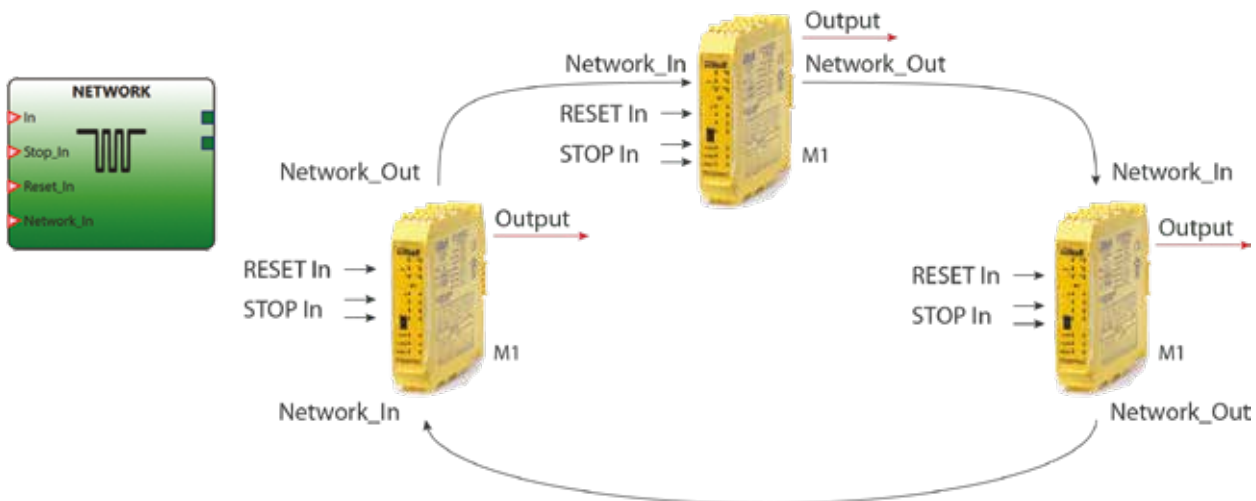 NETWORK
In
Stop_In
Reset_In
Network_In
Output
Network_In
Network_Out
RESET In
STOP In
M1
Network_Out
Output
RESET In
STOP In
M1
Network_In
Network_In
Output
RESET In
STOP In
M1
Network_Out